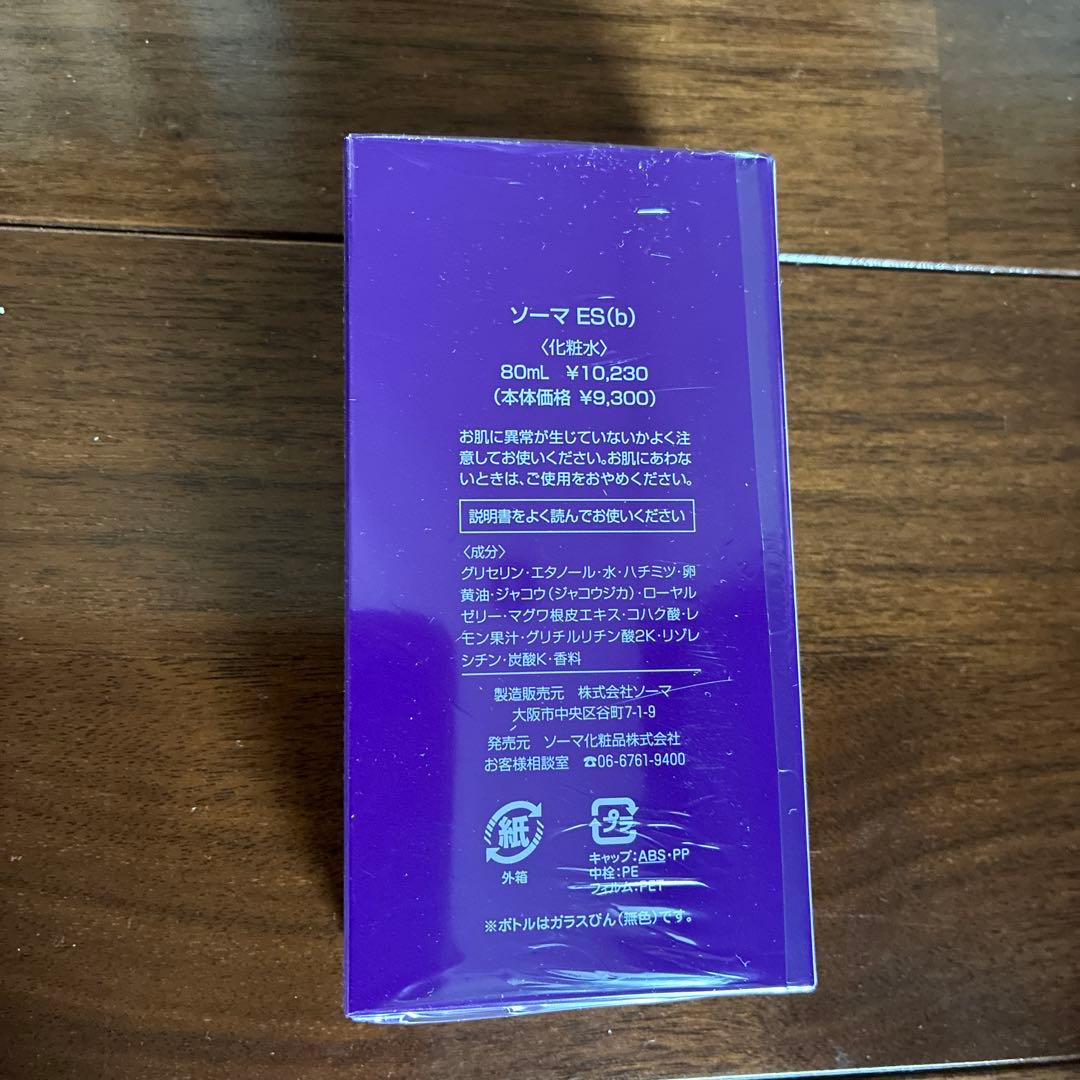 ソーマ ES(b)
〈化粧水〉
80mL ¥10,230
(本体価格 ¥9,300)
お肌に異常が生じていないかよく注
意してお使いください。お肌にあわな
いときは、ご使用をおやめください。
説明書をよく読んでお使いください
〈成分〉
グリセリン・エタノール・水・ハチミツ・卵
黄油・ジャコウ(ジャコウジカ)・ローヤル
ゼリー・マグワ根皮エキス・コハク酸・レ
モン果汁・グリチルリチン酸2K・リゾレ
シチン・炭酸K・香料
製造販売元 株式会社ソーマ
大阪市中央区谷町7-1-9
発売元 ソーマ化粧品株式会社
お客様相談室 ☎06-6761-9400
紙
外箱
プラ
キャップ:ABS・PP
中栓:PE
フィルム:PET
※ボトルはガラスびん(無色)です。